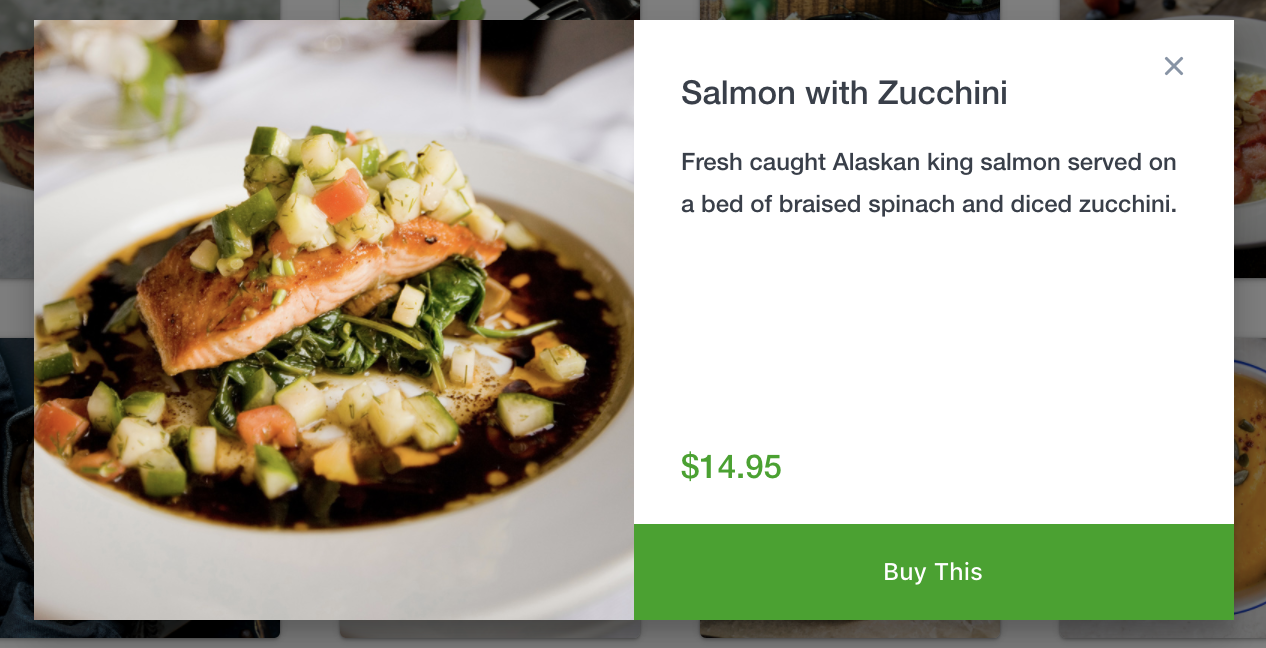 Salmon with Zucchini
Fresh caught Alaskan king salmon served on
a bed of braised spinach and diced zucchini.
$14.95
Buy This